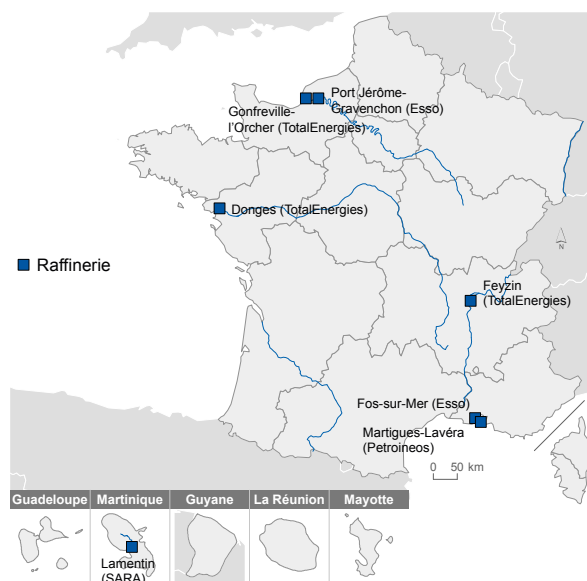 Port Jérôme-
Gravenchon (Esso)
Gonfreville-
l'Orcher (TotalEnergies)
Donges (TotalEnergies)
N
Raffinerie
Feyzin
(TotalEnergies)
Fos-sur-Mer (Esso)
Martigues-Lavéra
(Petroineos)
0 50 km
Guadeloupe Martinique Guyane La Réunion Mayotte
Lamentin
(SARA)